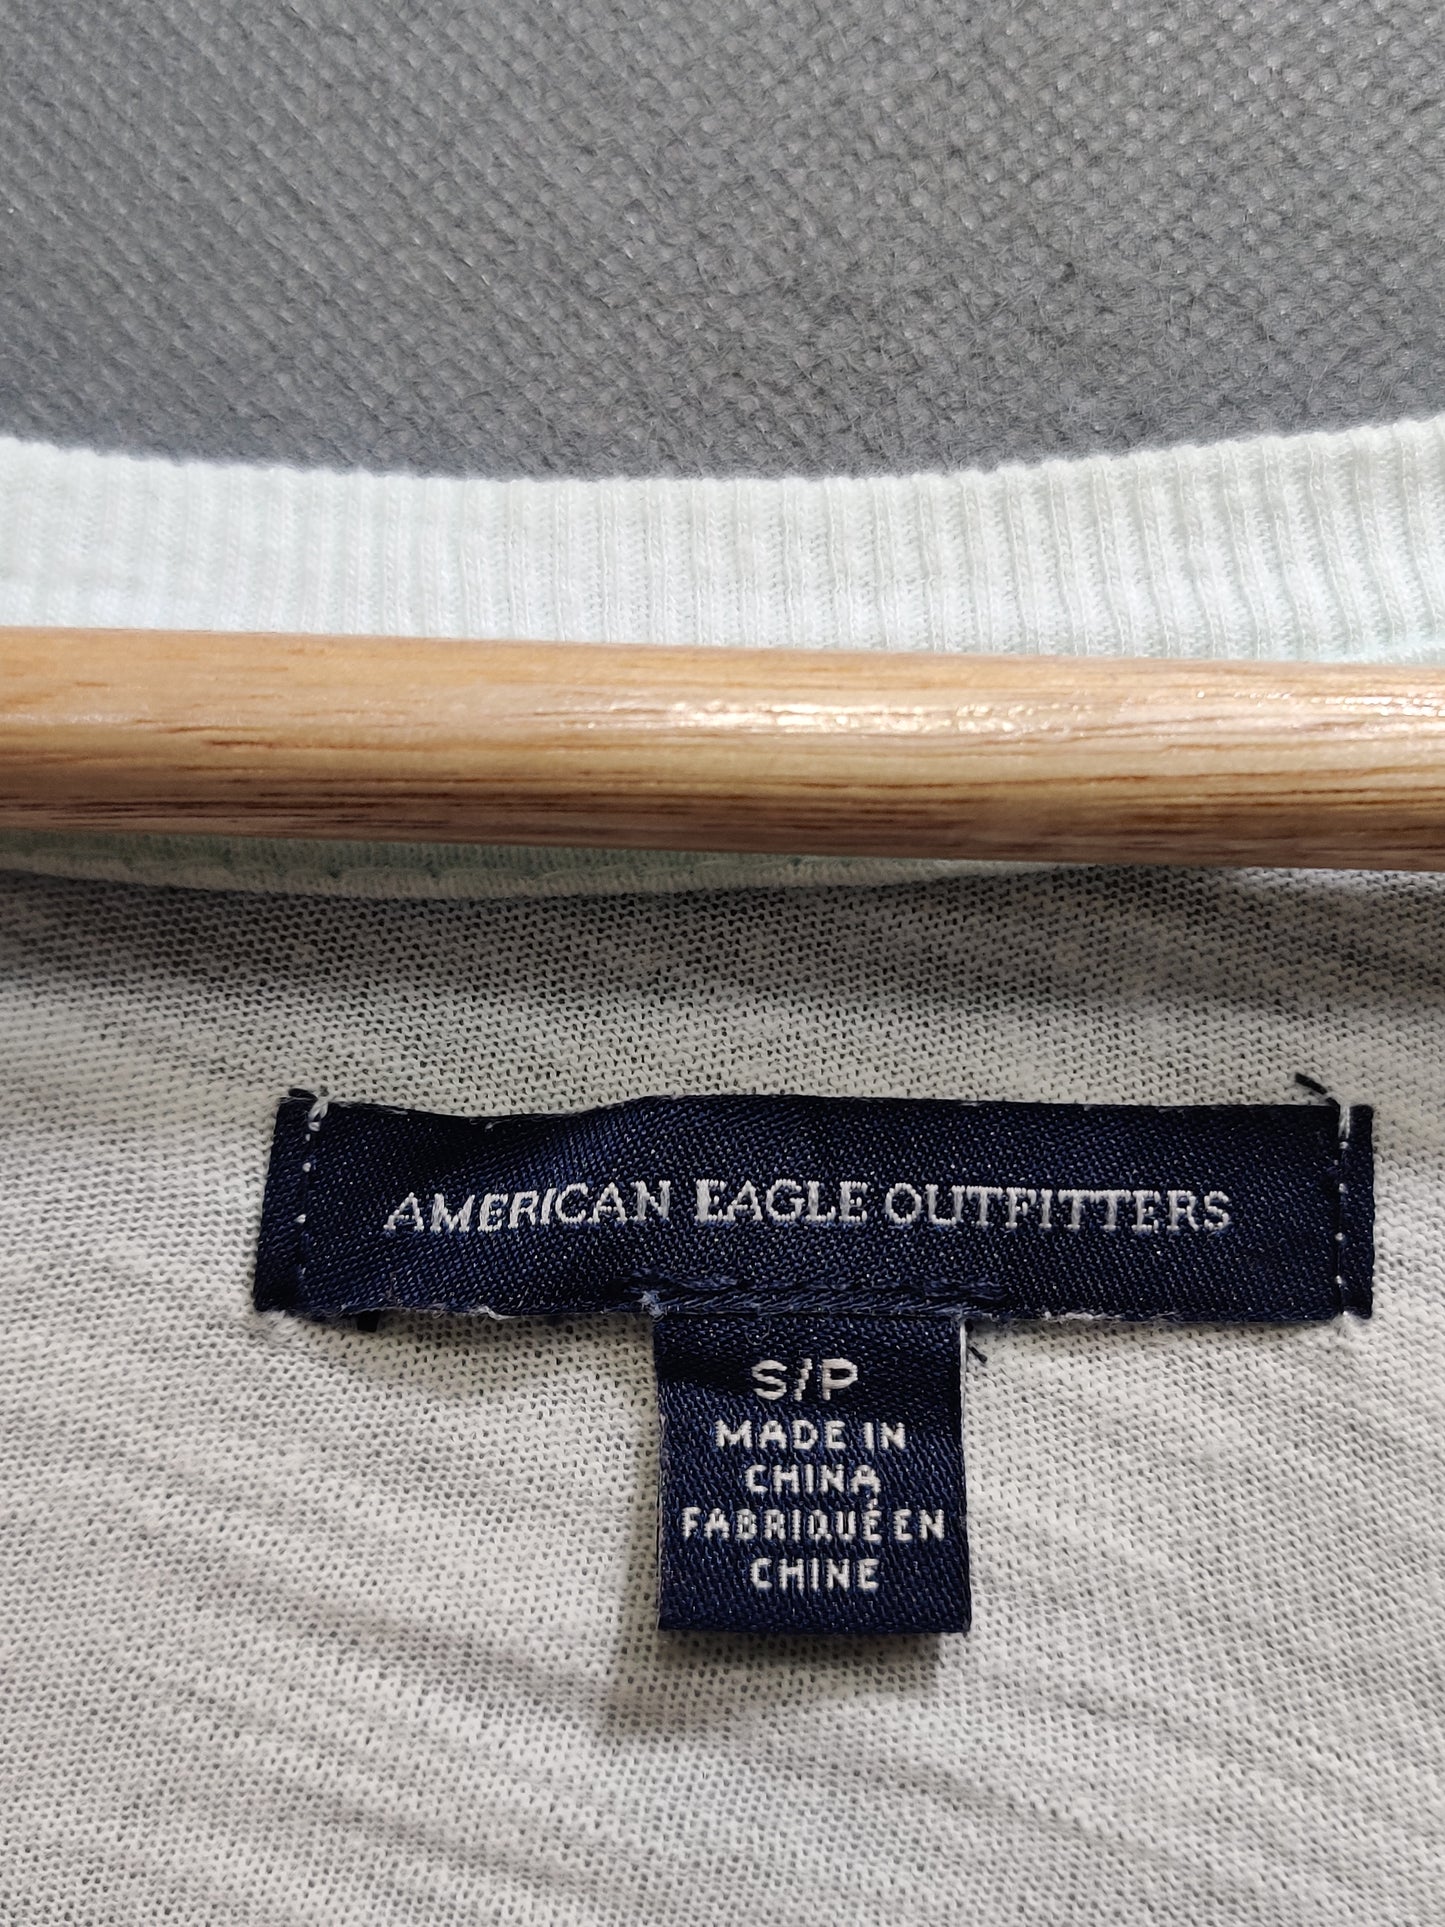 AMERICAN EAGLE OUTFITTERS
S/P
MADE IN
CHINA
FABRIQUÉ EN
CHINE